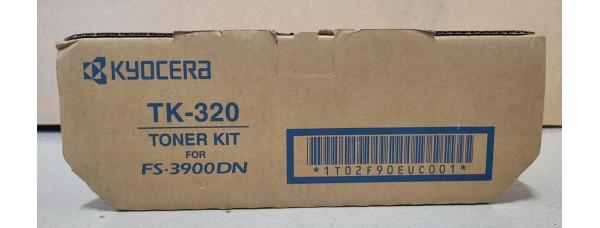 KYOCERA
TK-320
TONER KIT
FOR
FS-3900DN
*1T02F90EUC001*